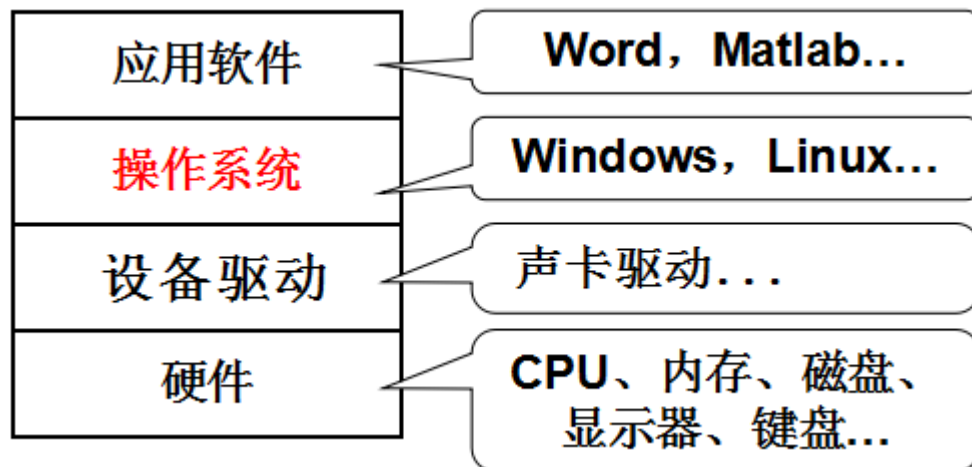 应用软件
Word，Matlab...
操作系统
Windows，Linux...
设备驱动
声卡驱动...
硬件
CPU、内存、磁盘、
显示器、键盘...